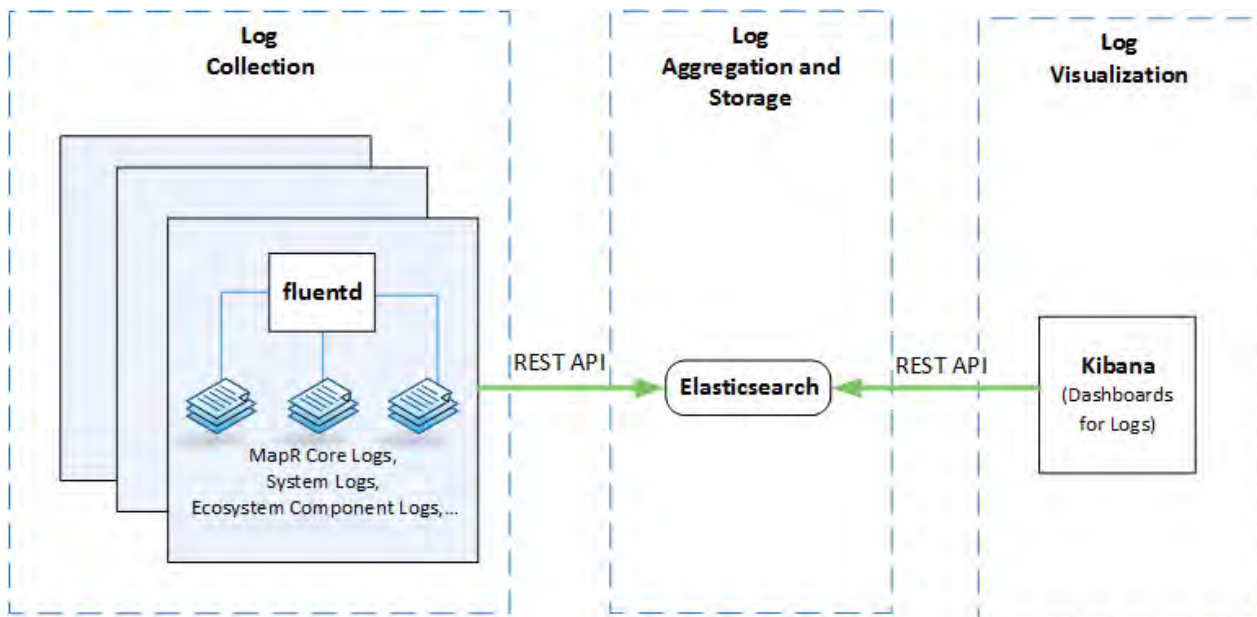 Log
Collection
Log
Aggregation and
Storage
Log
Visualization
fluentd
MapR Core Logs,
System Logs,
Ecosystem Component Logs,...
REST API
Elasticsearch
REST API
Kibana
(Dashboards
for Logs)